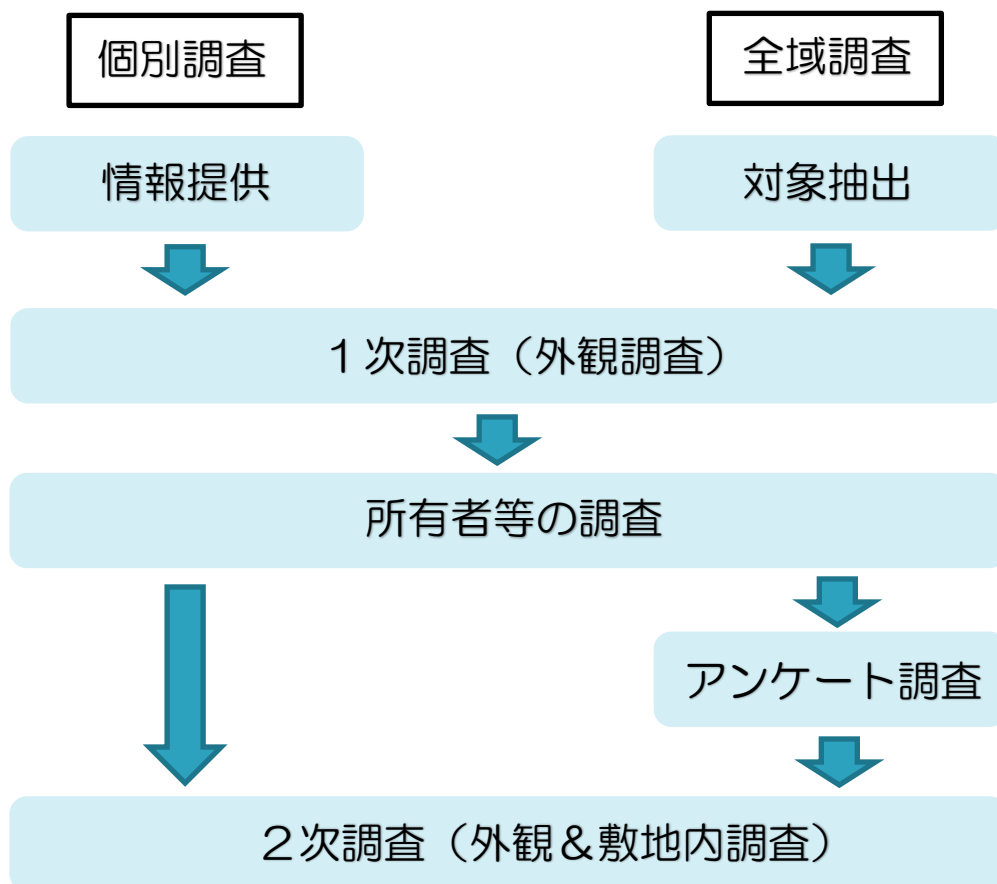 個別調査
全域調査
情報提供
対象抽出
１次調査（外観調査）
所有者等の調査
アンケート調査
２次調査（外観＆敷地内調査）